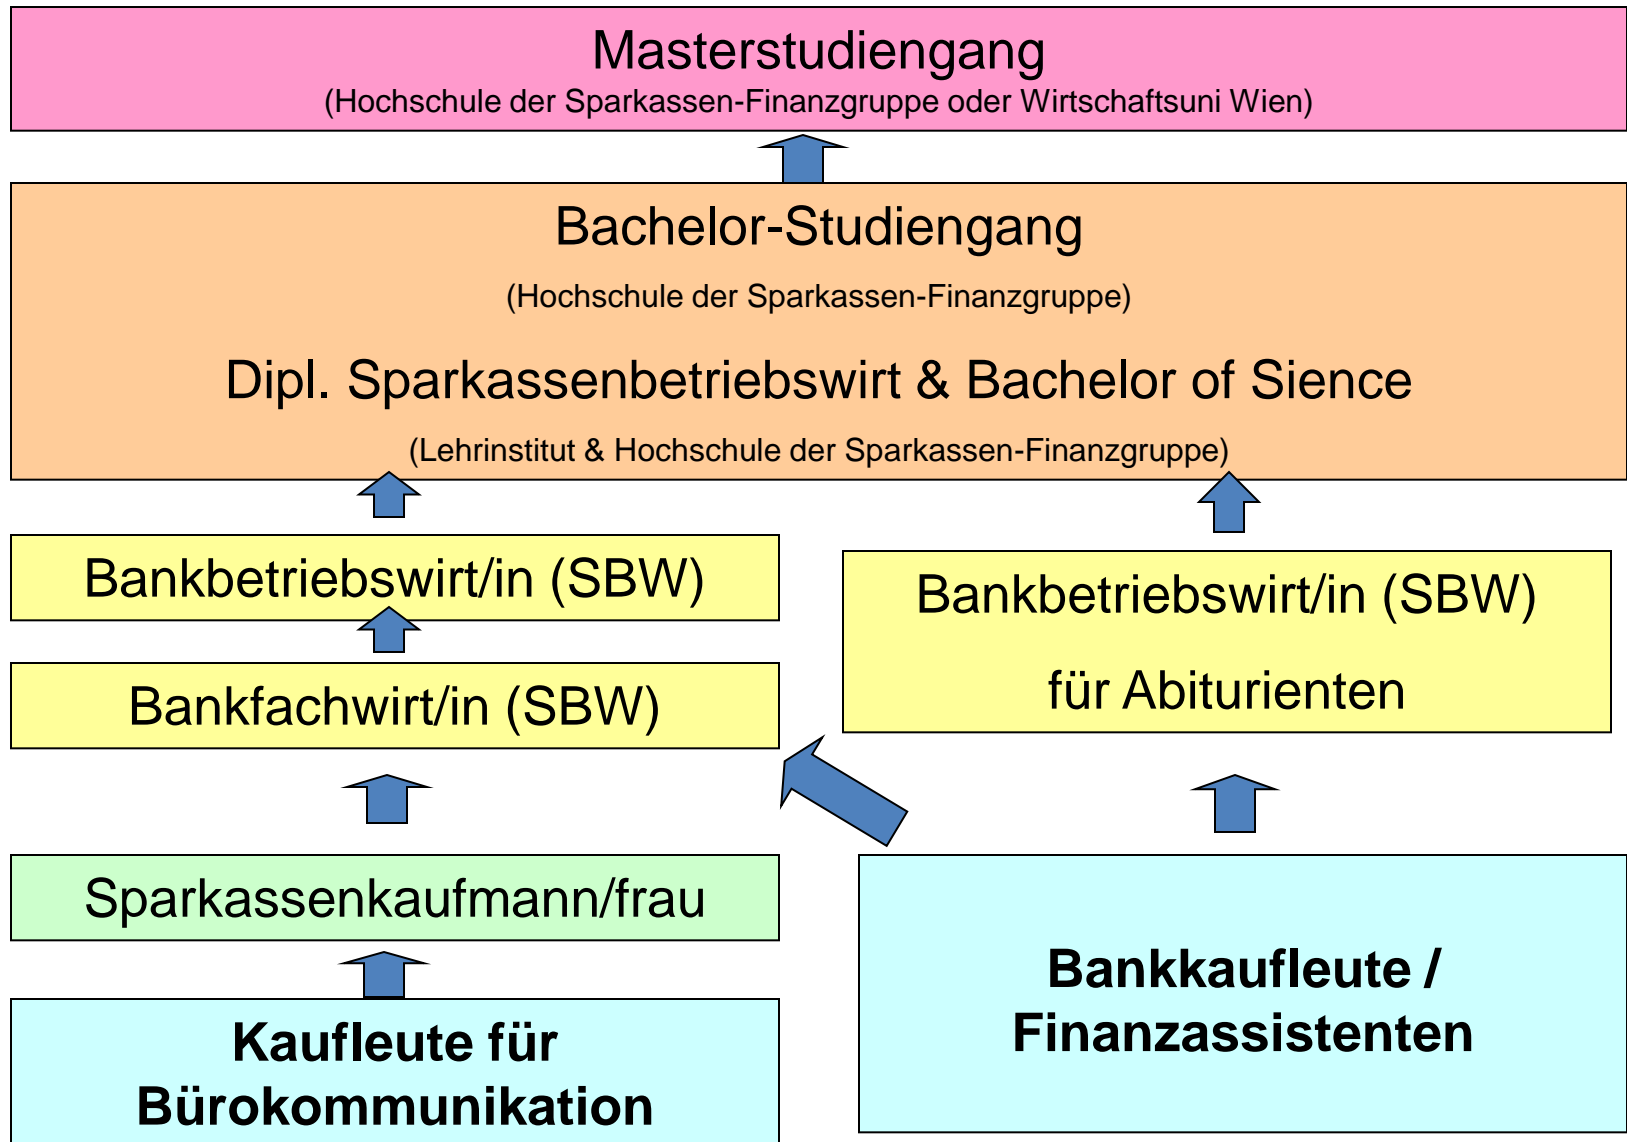 Masterstudiengang
(Hochschule der Sparkassen-Finanzgruppe oder Wirtschaftsuni Wien)
Bachelor-Studiengang
(Hochschule der Sparkassen-Finanzgruppe)
Dipl. Sparkassenbetriebswirt & Bachelor of Sience
(Lehrinstitut & Hochschule der Sparkassen-Finanzgruppe)
Bankbetriebswirt/in (SBW)
Bankfachwirt/in (SBW)
Bankbetriebswirt/in (SBW)
für Abiturienten
Sparkassenkaufmann/frau
Kaufleute für
Bürokommunikation
Bankkaufleute /
Finanzassistenten